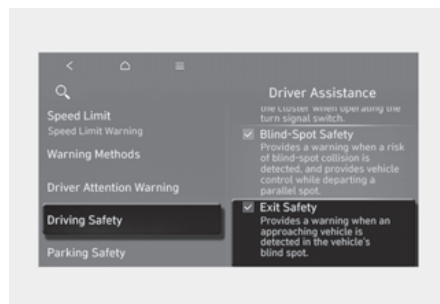 Driver Assistance
Speed Limit
Speed Limit Warning
Warning Methods
Driver Attention Warning
Driving Safety
Parking Safety
the cluster when operating the
turn signal switch.
Blind-Spot Safety
Provides a warning when a risk
of blind-spot collision is
detected, and provides vehicle
control while departing a
parallel spot.
Exit Safety
Provides a warning when an
approaching vehicle is
detected in the vehicle's
blind spot.